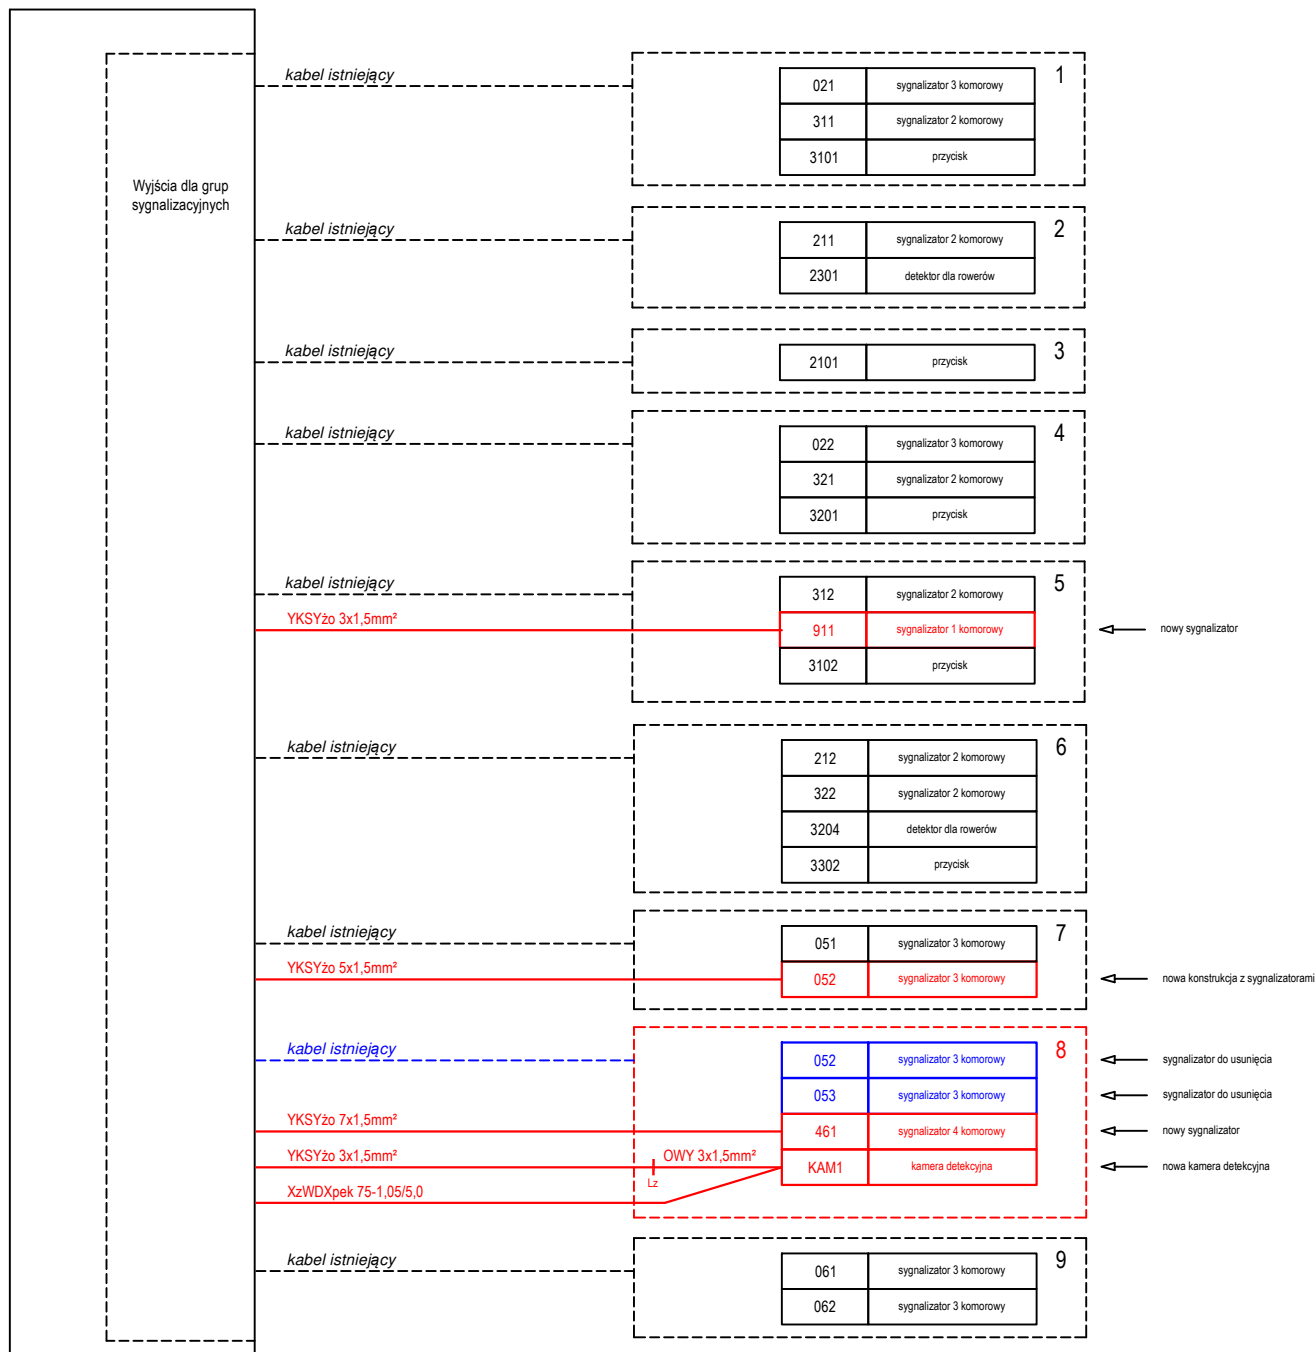 Wyjścia dla grup
sygnalizacyjnych
kabel istniejący
1
021 sygnalizator 3 komorowy
311 sygnalizator 2 komorowy
3101 przycisk
kabel istniejący
2
211 sygnalizator 2 komorowy
2301 detektor dla rowerów
kabel istniejący
3
2101 przycisk
kabel istniejący
4
022 sygnalizator 3 komorowy
321 sygnalizator 2 komorowy
3201 przycisk
kabel istniejący
5
312 sygnalizator 2 komorowy
YKSYżo 3x1,5mm²
911 sygnalizator 1 komorowy
nowy sygnalizator
3102 przycisk
kabel istniejący
6
212 sygnalizator 2 komorowy
322 sygnalizator 2 komorowy
3204 detektor dla rowerów
3302 przycisk
kabel istniejący
7
051 sygnalizator 3 komorowy
YKSYżo 5x1,5mm²
052 sygnalizator 3 komorowy
nowa konstrukcja z sygnalizatorami
kabel istniejący
8
052 sygnalizator 3 komorowy
sygnalizator do usunięcia
053 sygnalizator 3 komorowy
sygnalizator do usunięcia
YKSYżo 7x1,5mm²
461 sygnalizator 4 komorowy
nowy sygnalizator
YKSYżo 3x1,5mm²
OWY 3x1,5mm²
Lz
KAM1 kamera detekcyjna
nowa kamera detekcyjna
XzWDXpek 75-1,05/5,0
kabel istniejący
9
061 sygnalizator 3 komorowy
062 sygnalizator 3 komorowy